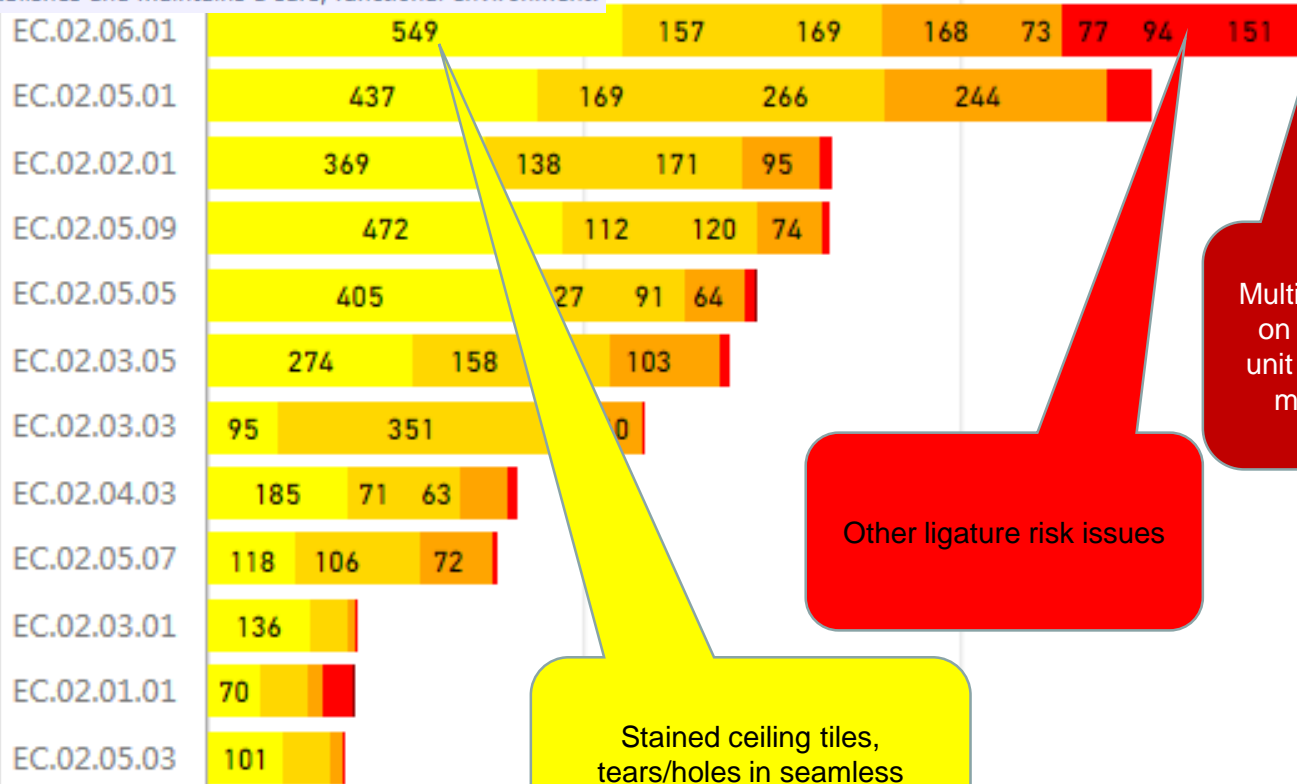 maintains a safe, functional environment.
EC.02.06.01 549 157 169 168 73 77 94 151
EC.02.05.01 437 169 266 244
EC.02.02.01 369 138 171 95
EC.02.05.09 472 112 120 74
EC.02.05.05 405 27 91 64
EC.02.03.05 274 158 103
EC.02.03.03 95 351 0
EC.02.04.03 185 71 63
EC.02.05.07 118 106 72
EC.02.03.01 136
EC.02.01.01 70
EC.02.05.03 101
Multi
on
unit
m
Other ligature risk issues
Stained ceiling tiles,
tears/holes in seamless